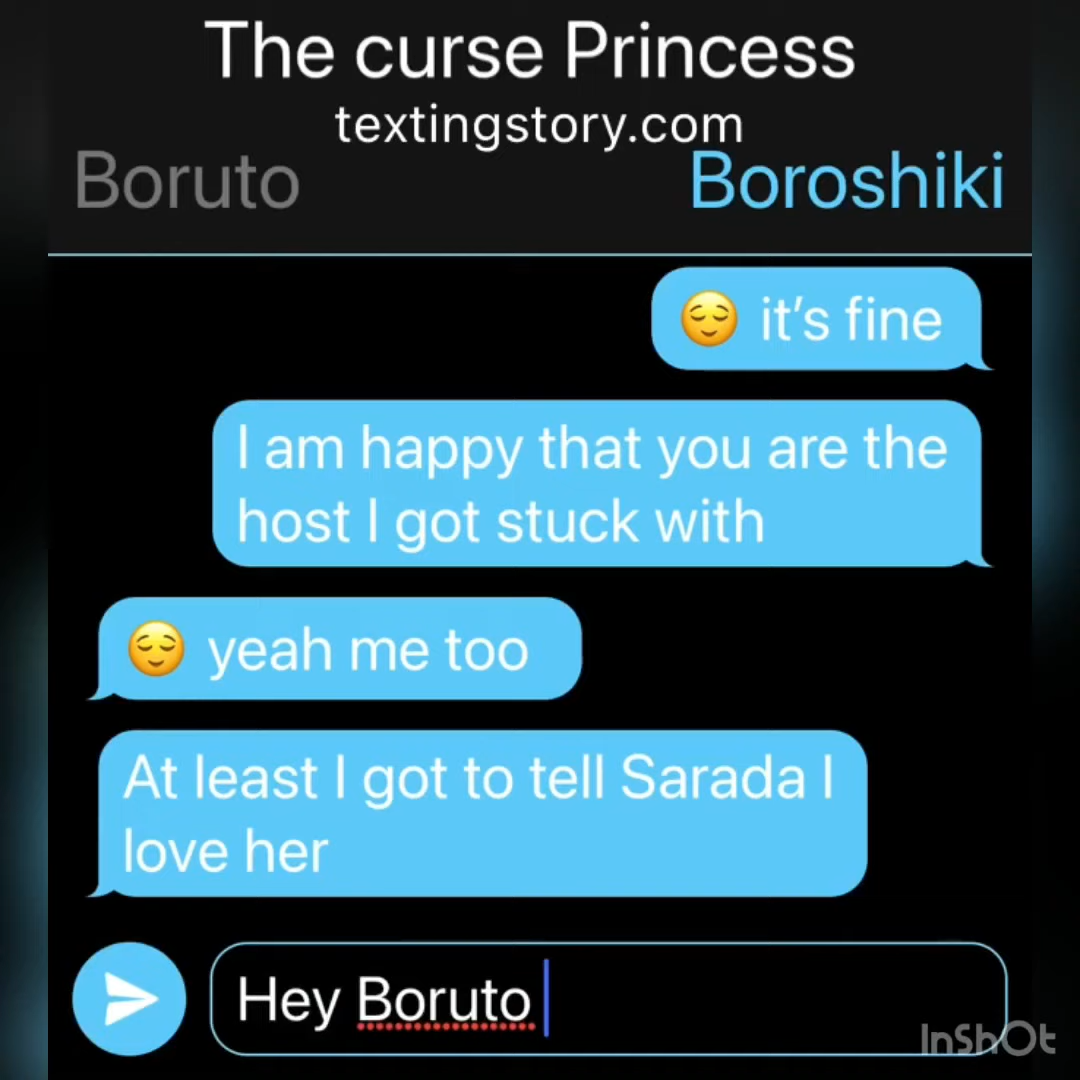 The curse Princess
textingstory.com
Boruto
Boroshiki
😌 it's fine
I am happy that you are the
host I got stuck with
😌 yeah me too
At least I got to tell Sarada I
love her
Hey Boruto
InShOt